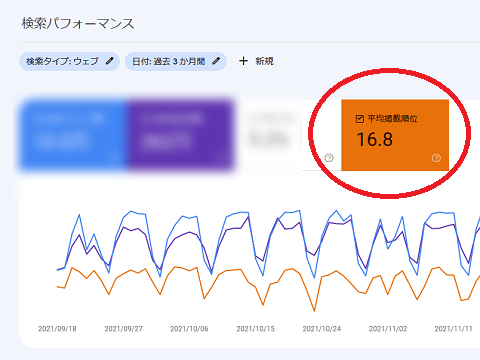 検索パフォーマンス
検索タイプ: ウェブ 日付: 過去 3 か月間 + 新規
平均掲載順位
16.8
2021/09/18 2021/09/27 2021/10/06 2021/10/15 2021/10/24 2021/11/02 2021/11/11